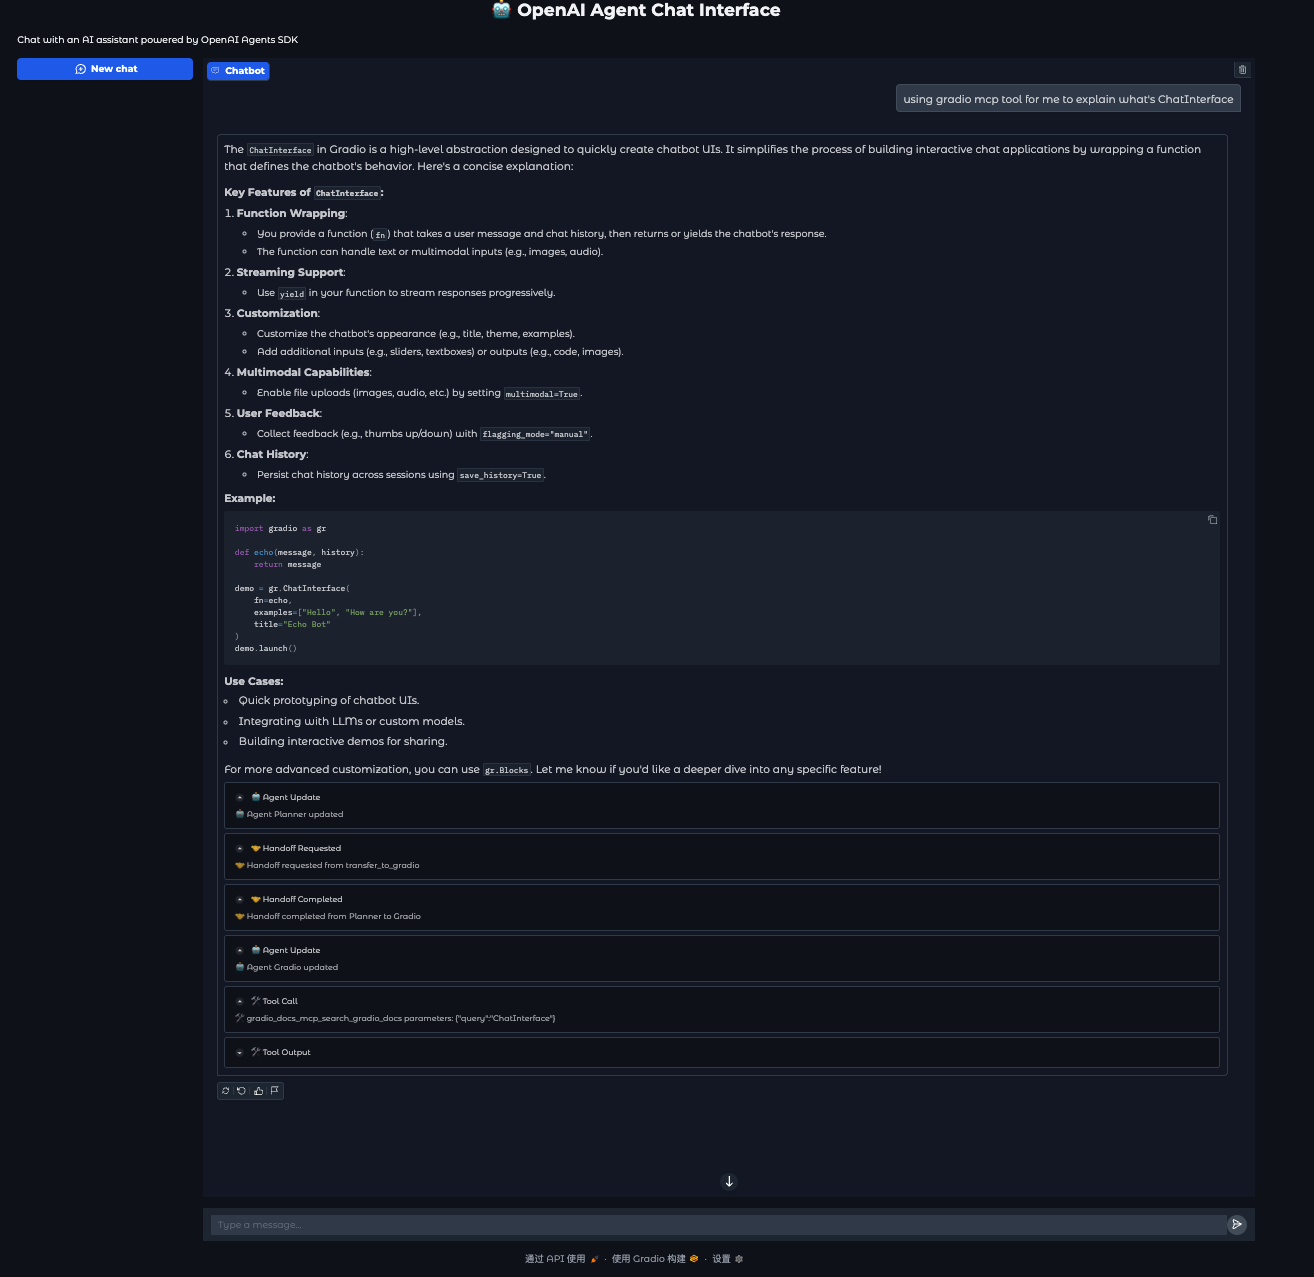 🤖 OpenAI Agent Chat Interface
Chat with an AI assistant powered by OpenAI Agents SDK
New chat
Chatbot
using gradio mcp tool for me to explain what's ChatInterface
The ChatInterface in Gradio is a high-level abstraction designed to quickly create chatbot UIs. It simplifies the process of building interactive chat applications by wrapping a function
that defines the chatbot's behavior. Here's a concise explanation:
Key Features of ChatInterface:
1. Function Wrapping:
You provide a function (fn) that takes a user message and chat history, then returns or yields the chatbot's response.
The function can handle text or multimodal inputs (e.g., images, audio).
2. Streaming Support:
Use yield in your function to stream responses progressively.
3. Customization:
Customize the chatbot's appearance (e.g., title, theme, examples).
Add additional inputs (e.g., sliders, textboxes) or outputs (e.g., code, images).
4. Multimodal Capabilities:
Enable file uploads (images, audio, etc.) by setting multimodal=True.
5. User Feedback:
Collect feedback (e.g., thumbs up/down) with flagging_mode="manual".
6. Chat History:
Persist chat history across sessions using save_history=True.
Example:
import gradio as gr
def echo(message, history):
    return message
demo = gr.ChatInterface(
    fn=echo,
    examples=["Hello", "How are you?"],
    title="Echo Bot"
)
demo.launch()
Use Cases:
Quick prototyping of chatbot UIs.
Integrating with LLMs or custom models.
Building interactive demos for sharing.
For more advanced customization, you can use gr.Blocks. Let me know if you'd like a deeper dive into any specific feature!
🤖 Agent Update
🤖 Agent Planner updated
🤝 Handoff Requested
🤝 Handoff requested from transfer_to_gradio
🤝 Handoff Completed
🤝 Handoff completed from Planner to Gradio
🤖 Agent Update
🤖 Agent Gradio updated
🛠️ Tool Call
🛠️ gradio_docs_mcp_search_gradio_docs parameters: {"query":"ChatInterface"}
🛠️ Tool Output
Type a message...
通过 API 使用 🚀 · 使用 Gradio 构建 · 设置 ⚙️